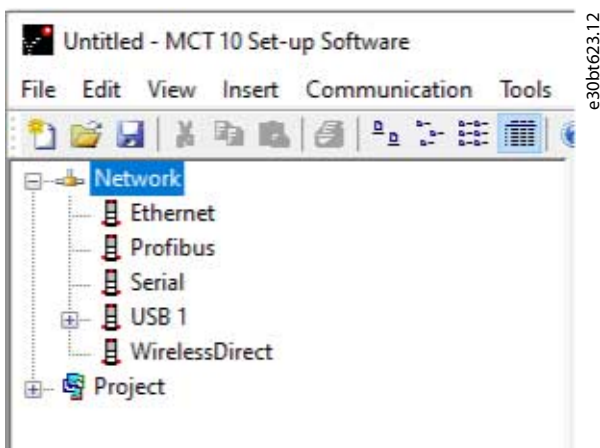 Untitled - MCT 10 Set-up Software
File Edit View Insert Communication Tools
Network
Ethernet
Profibus
Serial
USB 1
WirelessDirect
Project
e30bt623.12